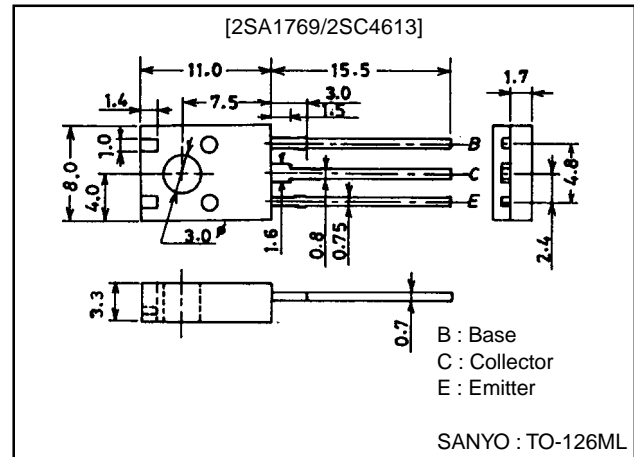 [2SA1769/2SC4613]
11.0
15.5
1.7
1.4
7.5
3.0
1.5
1.0
8.0
4.0
B
C
E
4.8
2.4
3.0ø
1.6
0.8
0.75
3.3
0.7
B : Base
C : Collector
E : Emitter
SANYO : TO-126ML